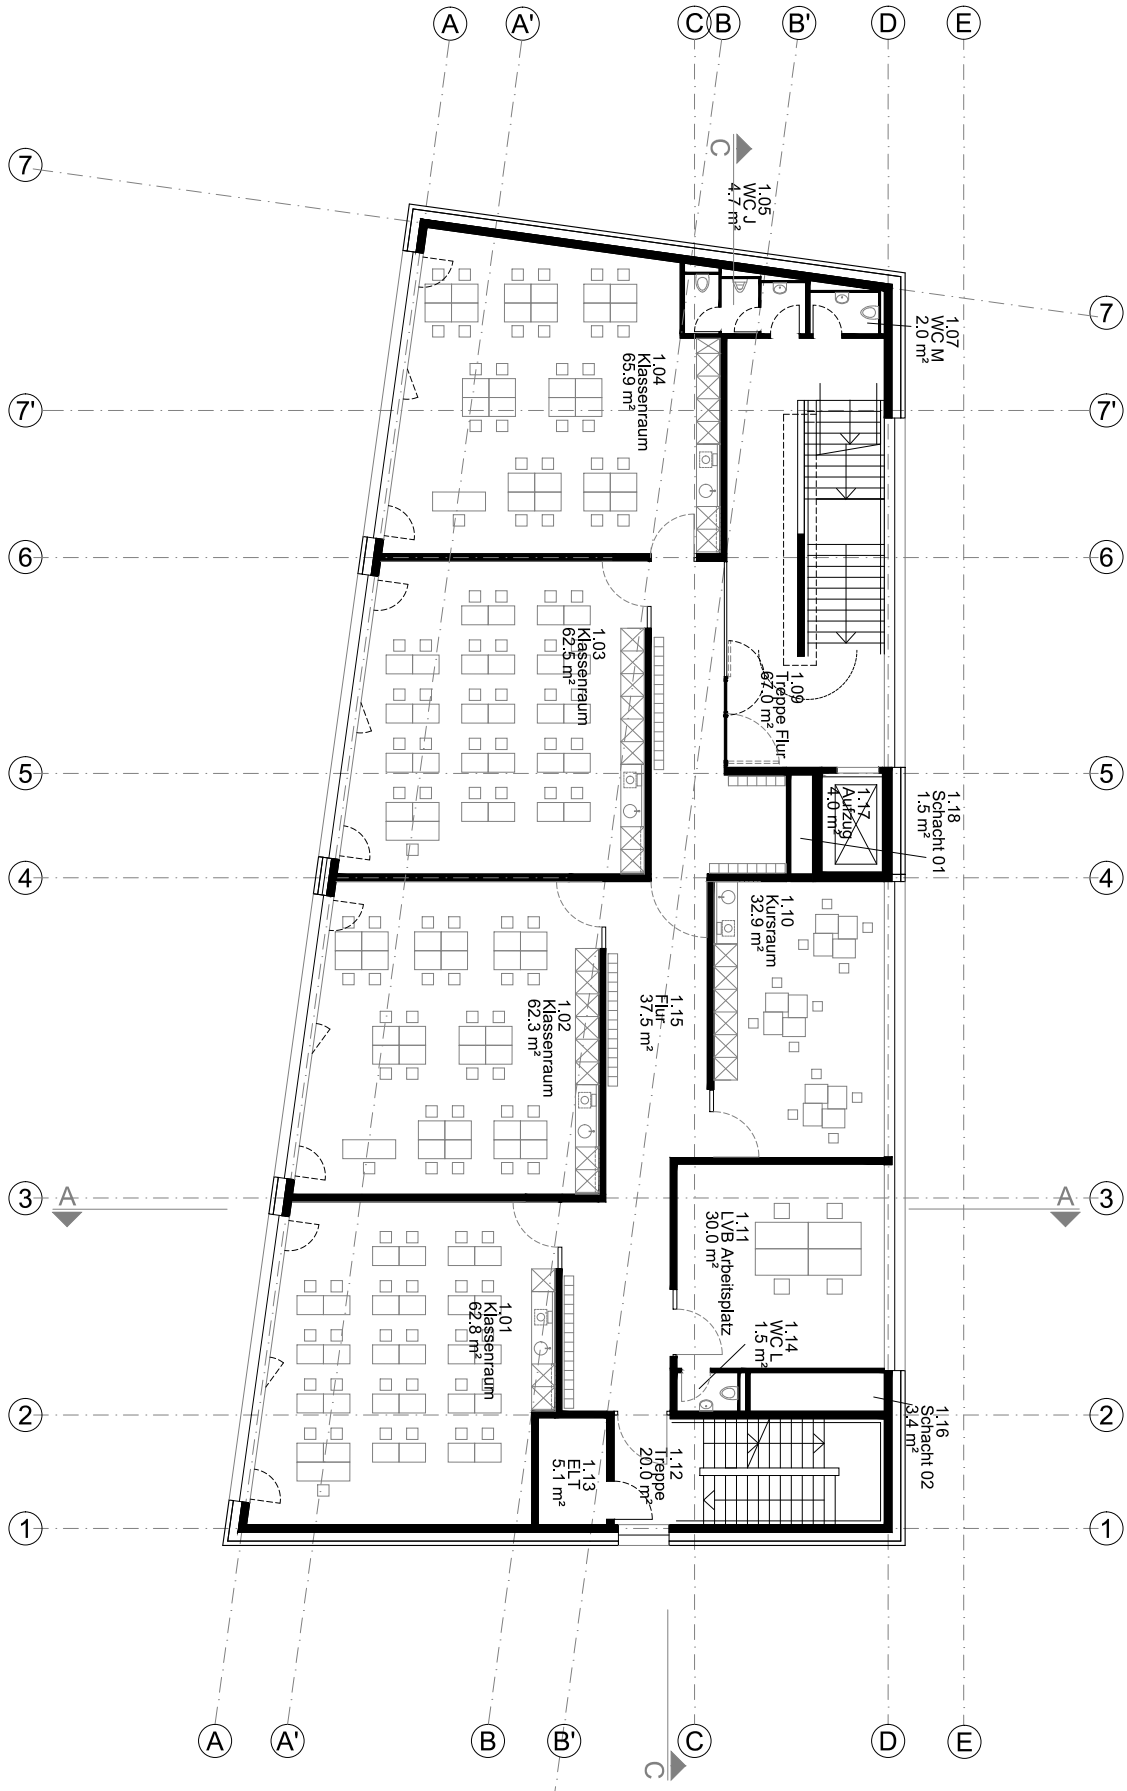 A
A'
C
B
B'
D
E
7
C
1.05
WC J
4.7 m²
7
1.07
WC M
2.0 m²
1.04
Klassenraum
65.9 m²
7'
7'
6
6
1.03
Klassenraum
62.5 m²
1.09
Treppe Flur
67.0 m²
5
5
1.17
Aufzug
4.0 m²
1.18
Schacht 01
1.5 m²
4
4
1.10
Kursraum
32.9 m²
1.02
Klassenraum
62.3 m²
1.15
Flur
37.5 m²
3
A
A
3
1.11
LVB Arbeitsplatz
30.0 m²
1.01
Klassenraum
62.8 m²
1.14
WC L
1.5 m²
2
2
1.16
Schacht 02
3.4 m²
1.13
ELT
5.1 m²
1.12
Treppe
20.0 m²
1
1
A
A'
B
B'
C
C
D
E